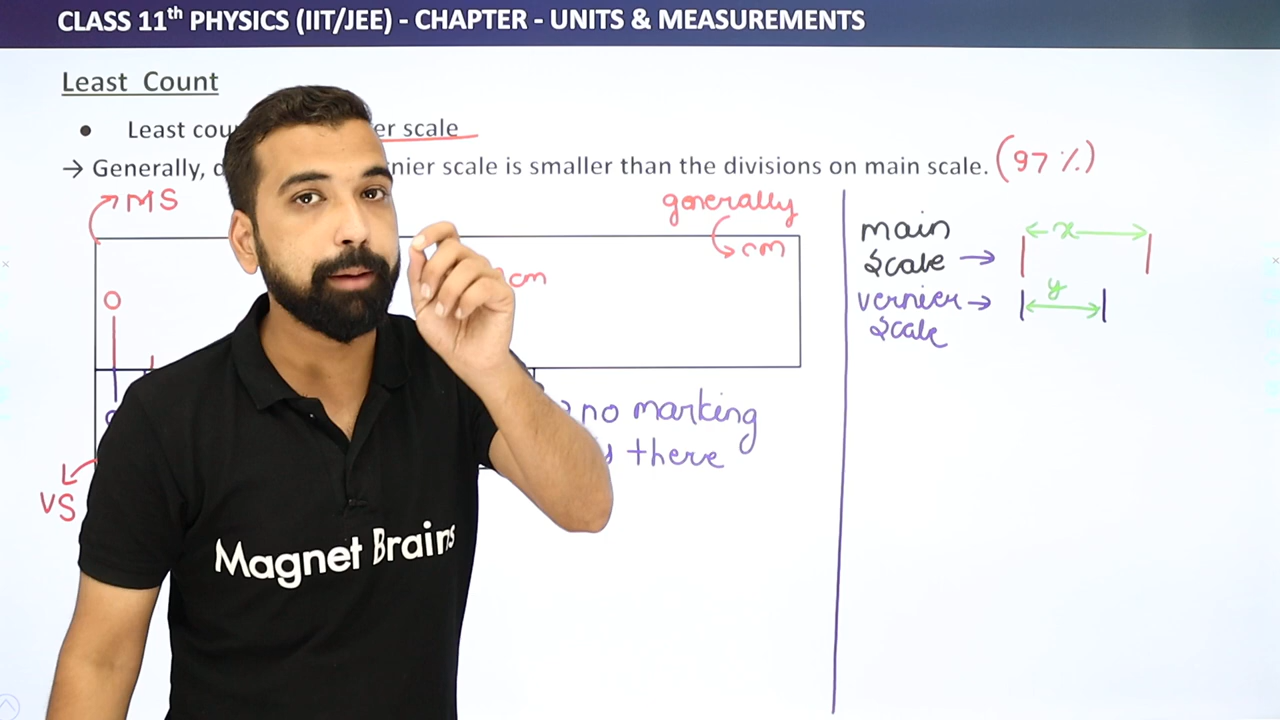 CLASS 11th PHYSICS (IIT/JEE) - CHAPTER - UNITS & MEASUREMENTS
Least Count
● Least er scale
→ Generally, nier scale is smaller than the divisions on main scale. (97 %)
MS
generally
cm
cm
0
VS
no marking
there
main
scale →
x
vernier →
scale
y
Magnet Brains